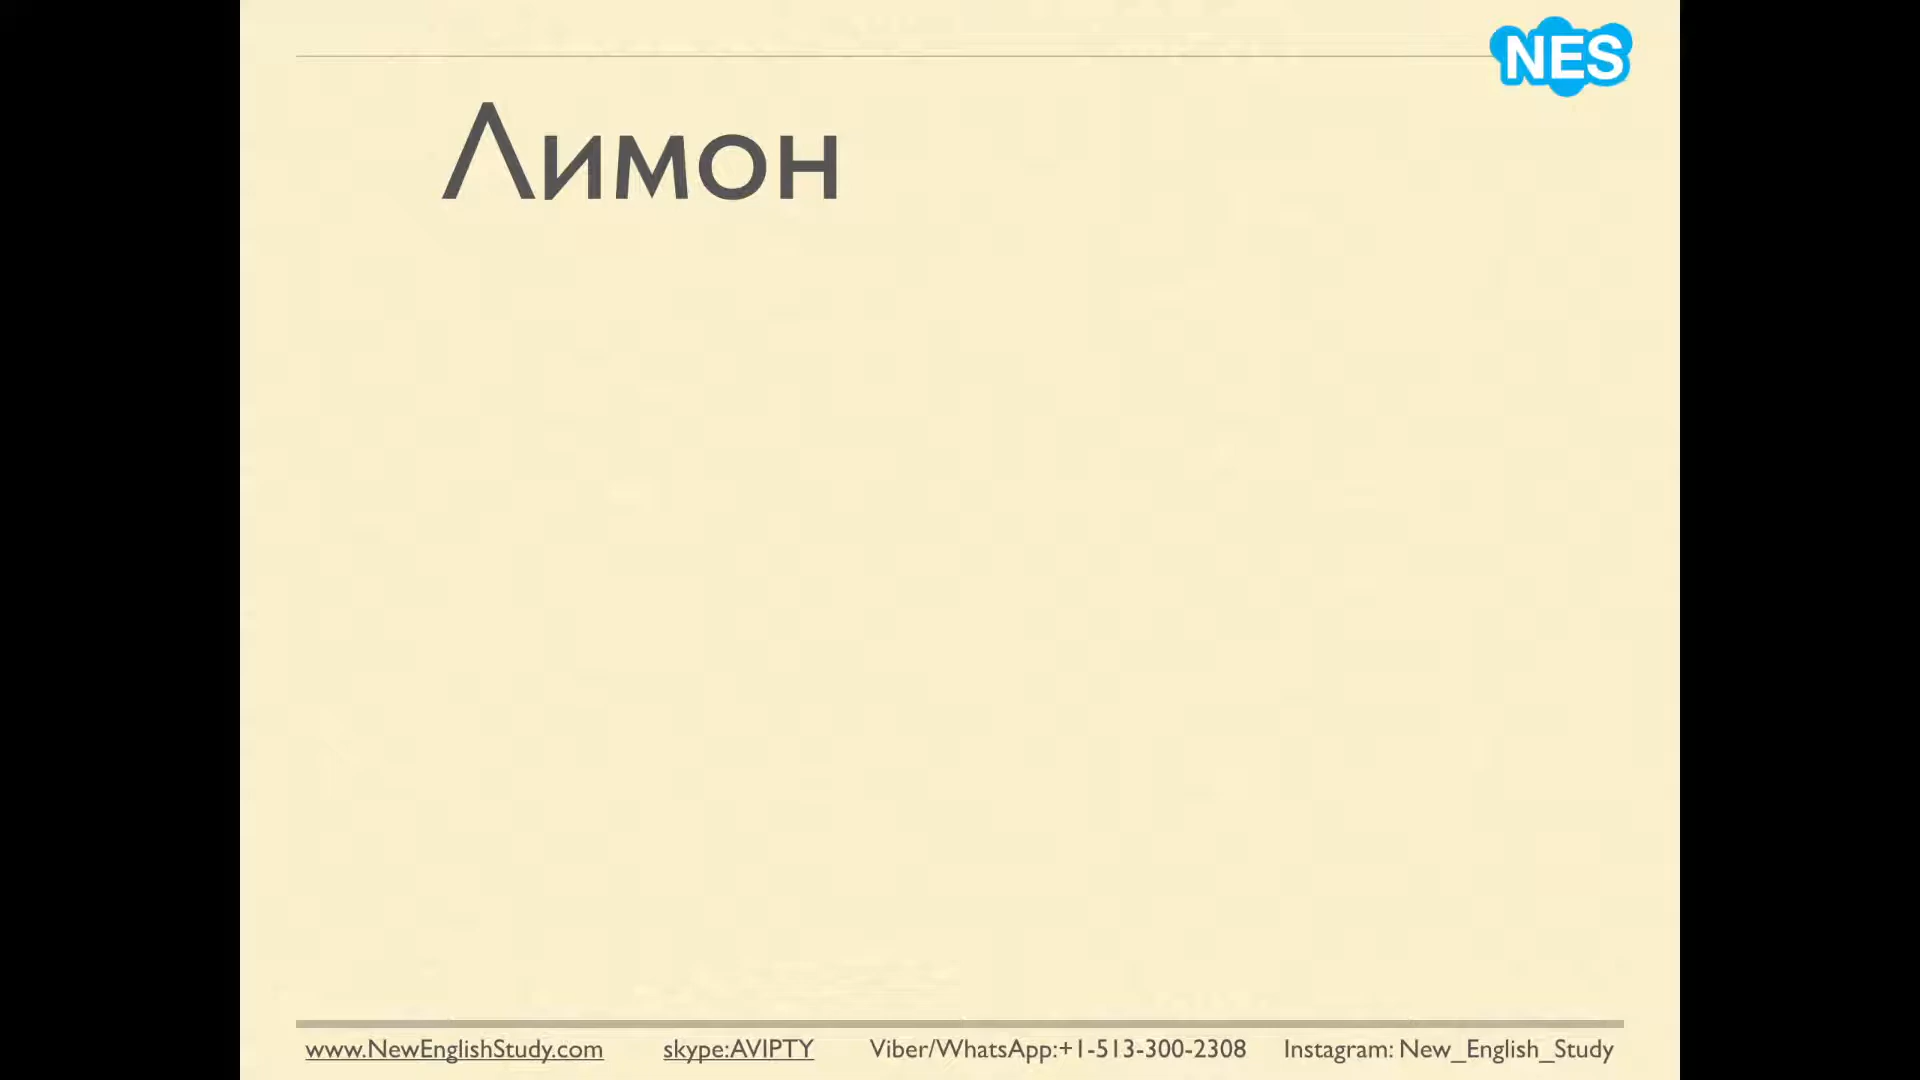 NES
Лимон
www.NewEnglishStudy.com skype:AVIPTY Viber/WhatsApp:+1-513-300-2308 Instagram: New_English_Study